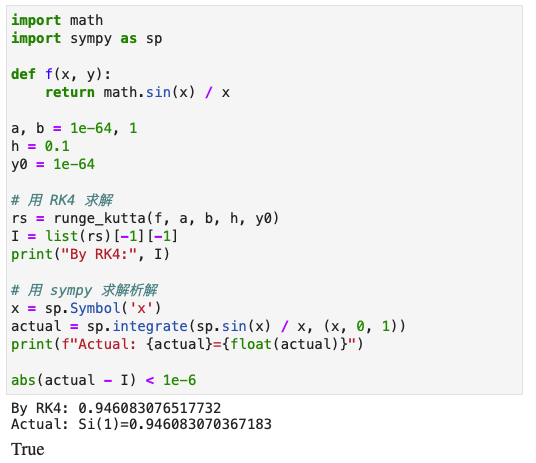 import math
import sympy as sp
def f(x, y):
    return math.sin(x) / x
a, b = 1e-64, 1
h = 0.1
y0 = 1e-64
# 用 RK4 求解
rs = runge_kutta(f, a, b, h, y0)
I = list(rs)[-1][-1]
print("By RK4:", I)
# 用 sympy 求解析解
x = sp.Symbol('x')
actual = sp.integrate(sp.sin(x) / x, (x, 0, 1))
print(f"Actual: {actual}={float(actual)}")
abs(actual - I) < 1e-6
By RK4: 0.946083076517732
Actual: Si(1)=0.946083070367183
True